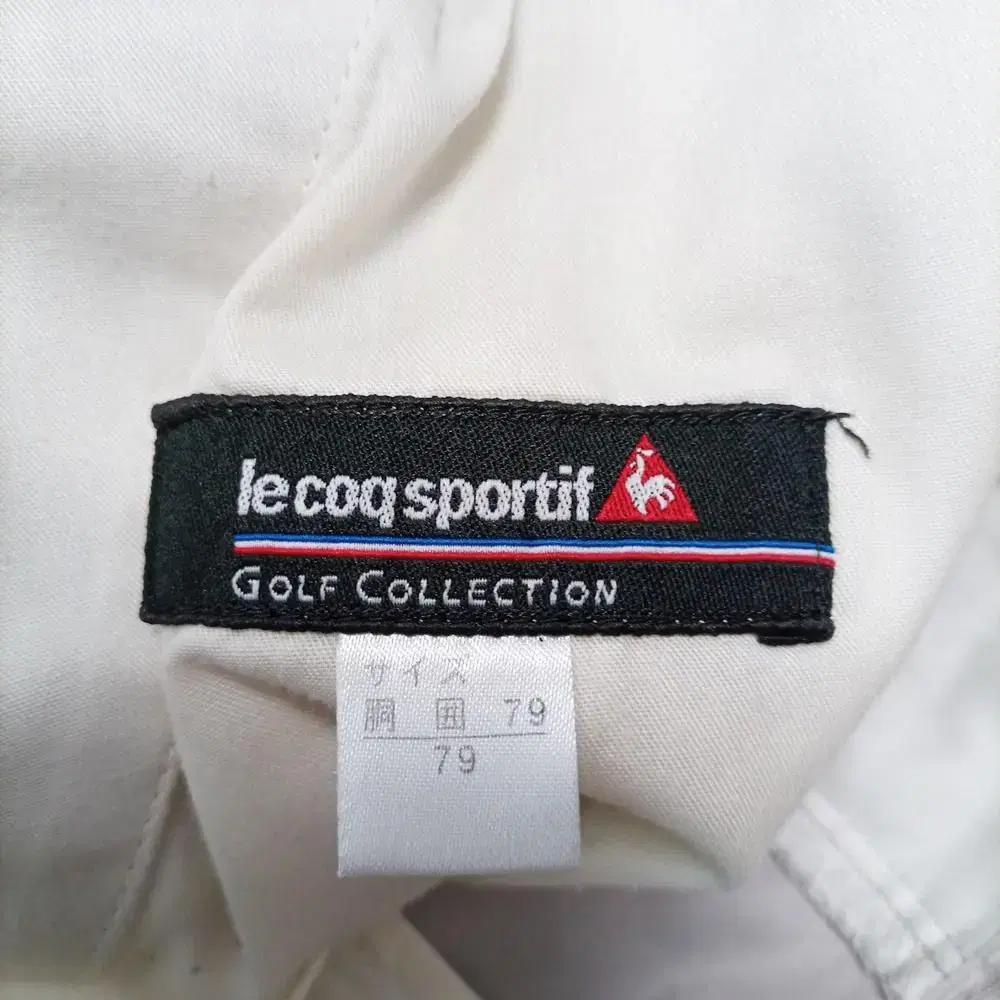 le coq sportif
GOLF COLLECTION
サイズ
胴 囲 79
79